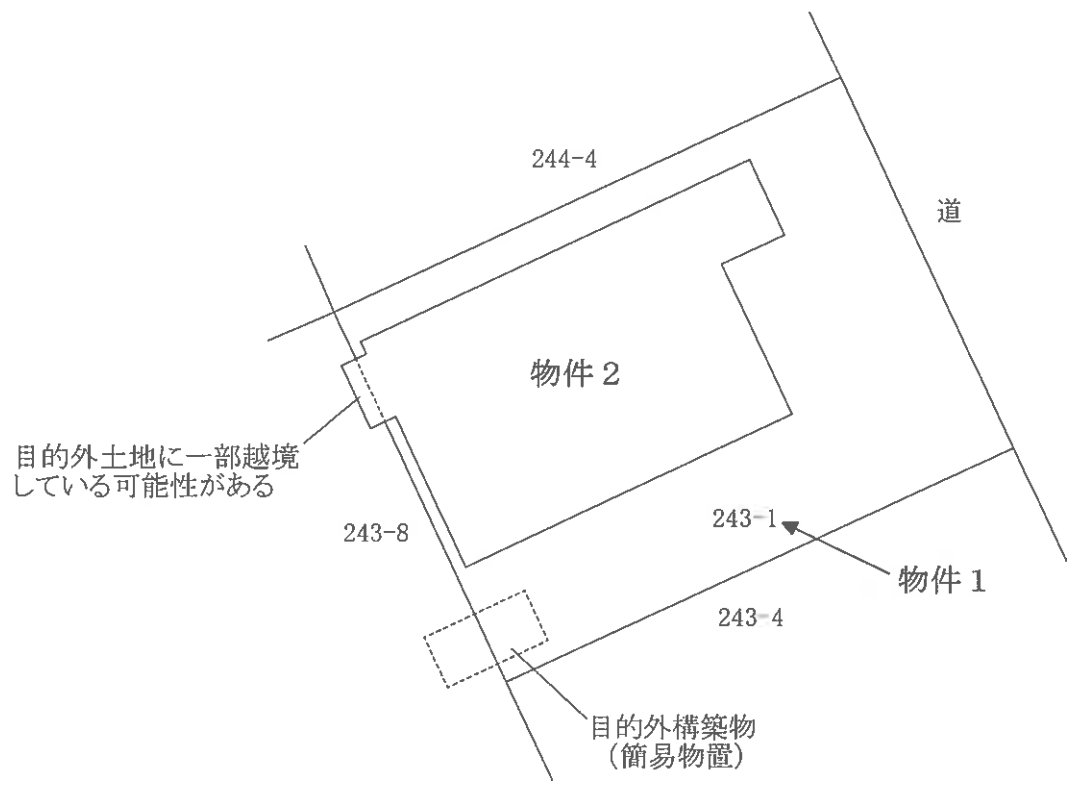 244-4
道
物件2
目的外土地に一部越境
している可能性がある
243-8
243-1
物件1
243-4
目的外構築物
(簡易物置)